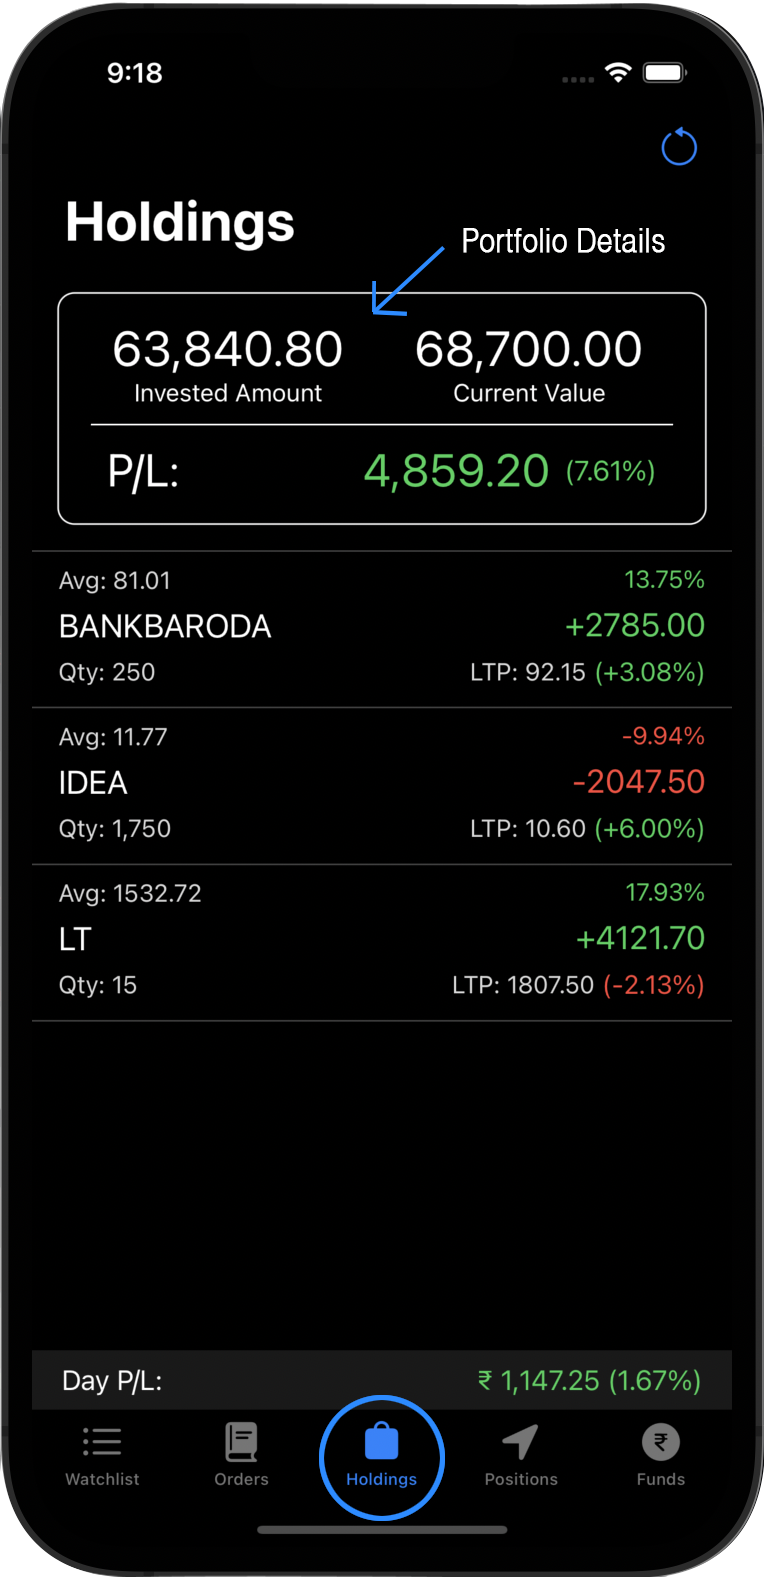 9:18
Holdings
Portfolio Details
63,840.80 68,700.00
Invested Amount Current Value
P/L: 4,859.20 (7.61%)
Avg: 81.01 13.75%
BANKBARODA +2785.00
Qty: 250 LTP: 92.15 (+3.08%)
Avg: 11.77 -9.94%
IDEA -2047.50
Qty: 1,750 LTP: 10.60 (+6.00%)
Avg: 1532.72 17.93%
LT +4121.70
Qty: 15 LTP: 1807.50 (-2.13%)
Day P/L: ₹ 1,147.25 (1.67%)
Watchlist Orders Holdings Positions Funds